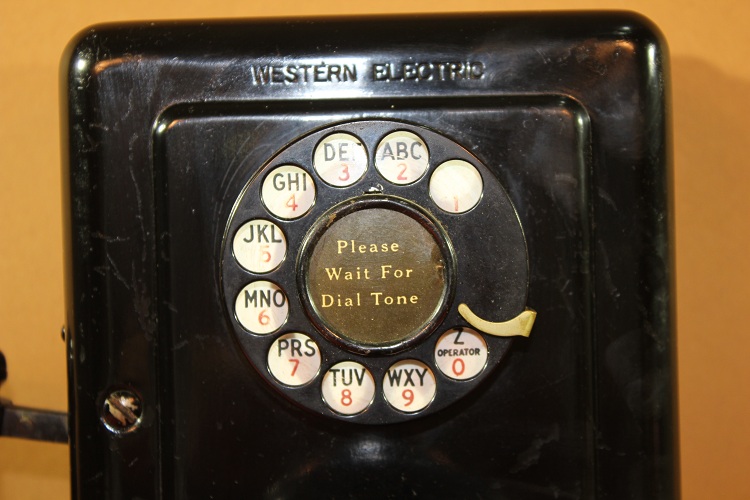 WESTERN ELECTRIC
ABC
2
1
DEF
3
GHI
4
JKL
5
MNO
6
PRS
7
TUV
8
WXY
9
Z
OPERATOR
0
Please
Wait For
Dial Tone